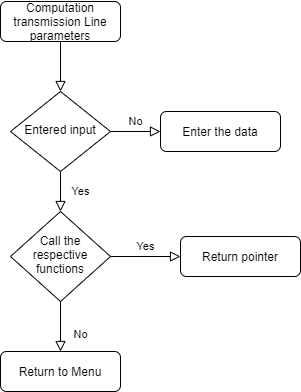 Computation
transmission Line
parameters
Entered input
No
Enter the data
Yes
Call the
respective
functions
Yes
Return pointer
No
Return to Menu